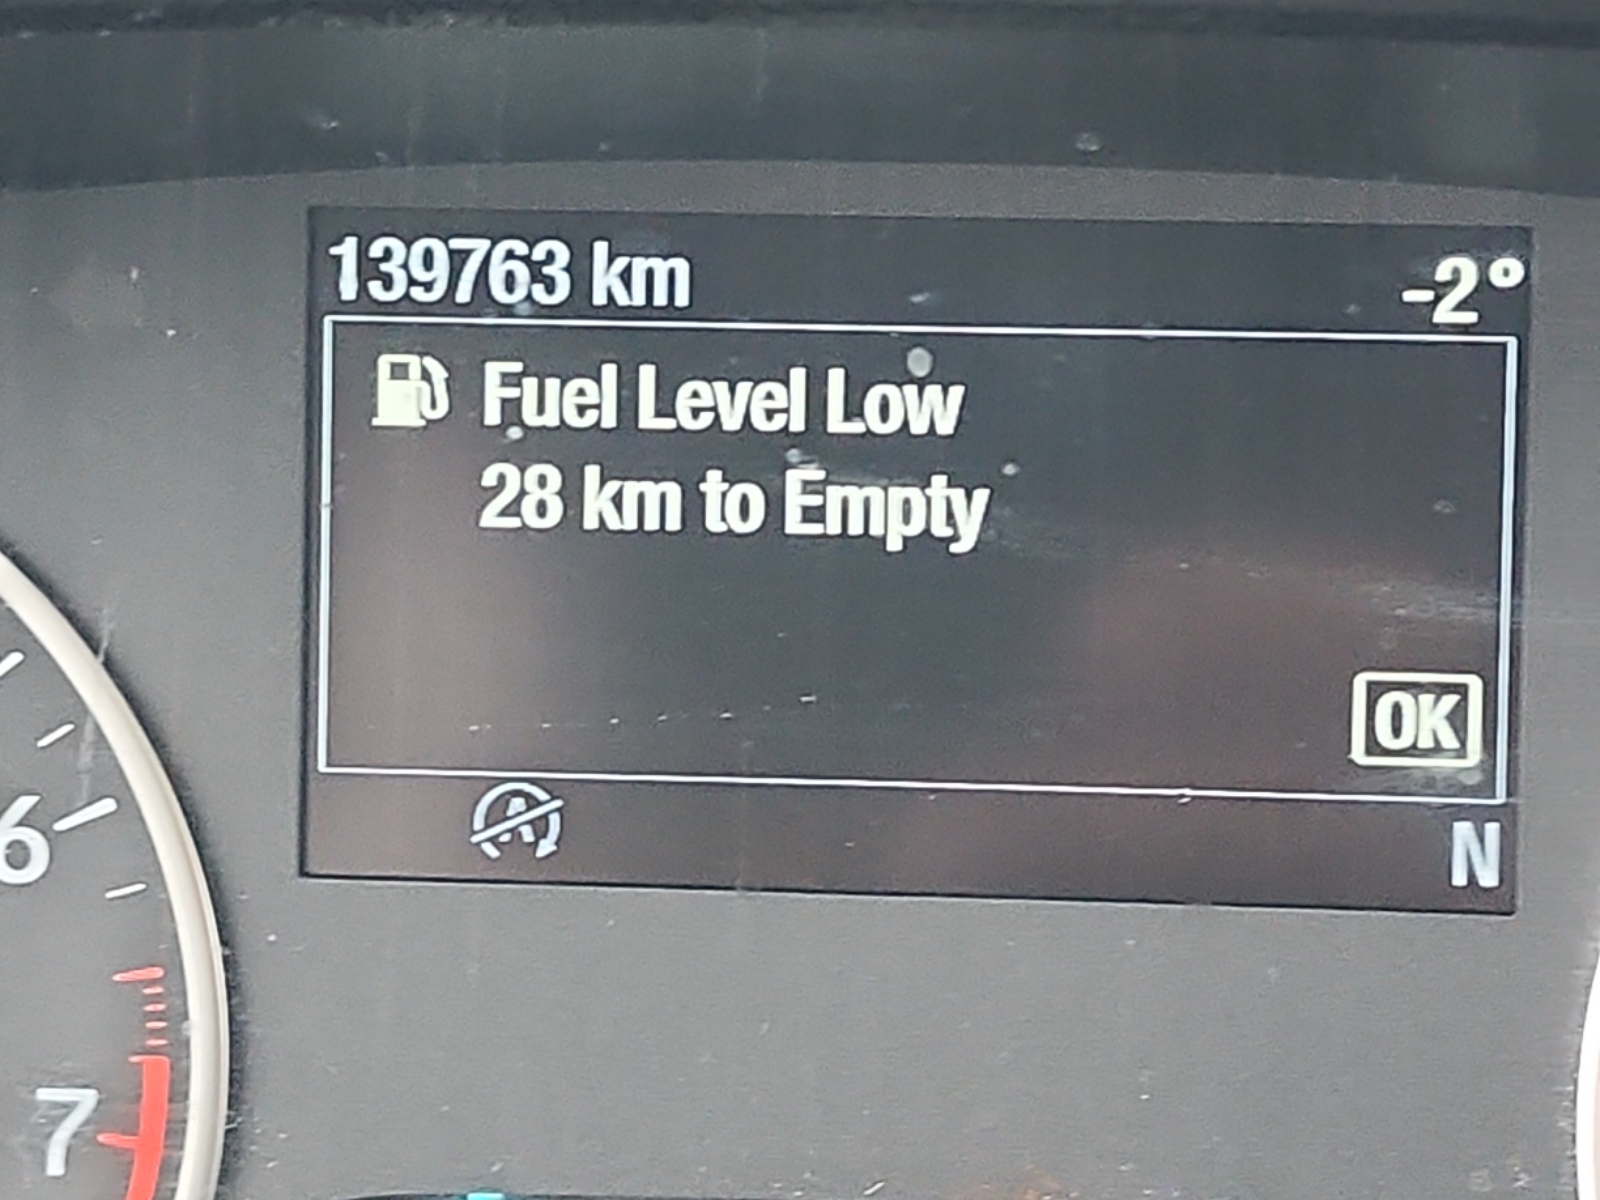 139763 km
-2°
Fuel Level Low
28 km to Empty
OK
A
N
6
7